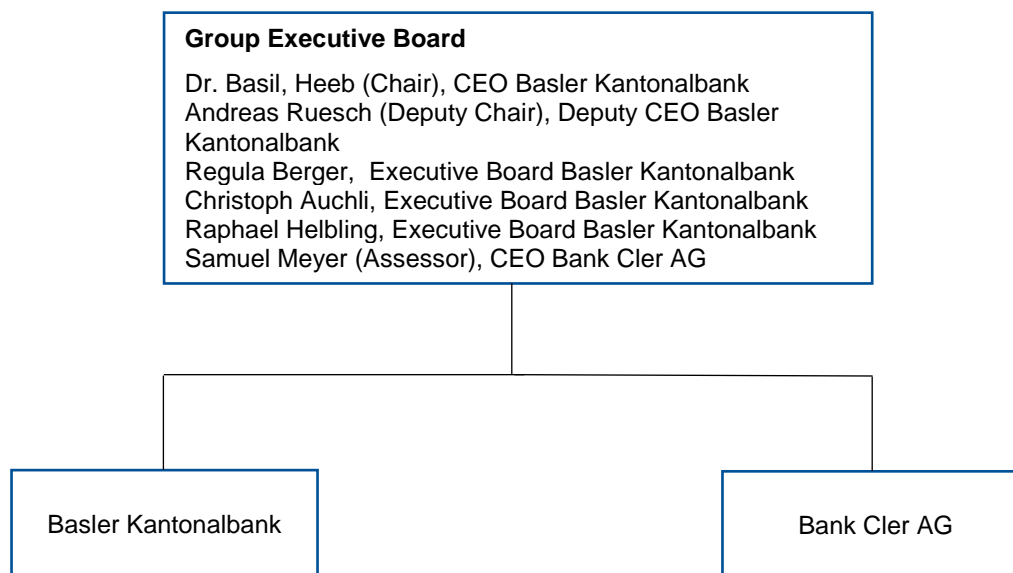 Group Executive Board
Dr. Basil, Heeb (Chair), CEO Basler Kantonalbank
Andreas Ruesch (Deputy Chair), Deputy CEO Basler
Kantonalbank
Regula Berger,  Executive Board Basler Kantonalbank
Christoph Auchli, Executive Board Basler Kantonalbank
Raphael Helbling, Executive Board Basler Kantonalbank
Samuel Meyer (Assessor), CEO Bank Cler AG
Basler Kantonalbank
Bank Cler AG